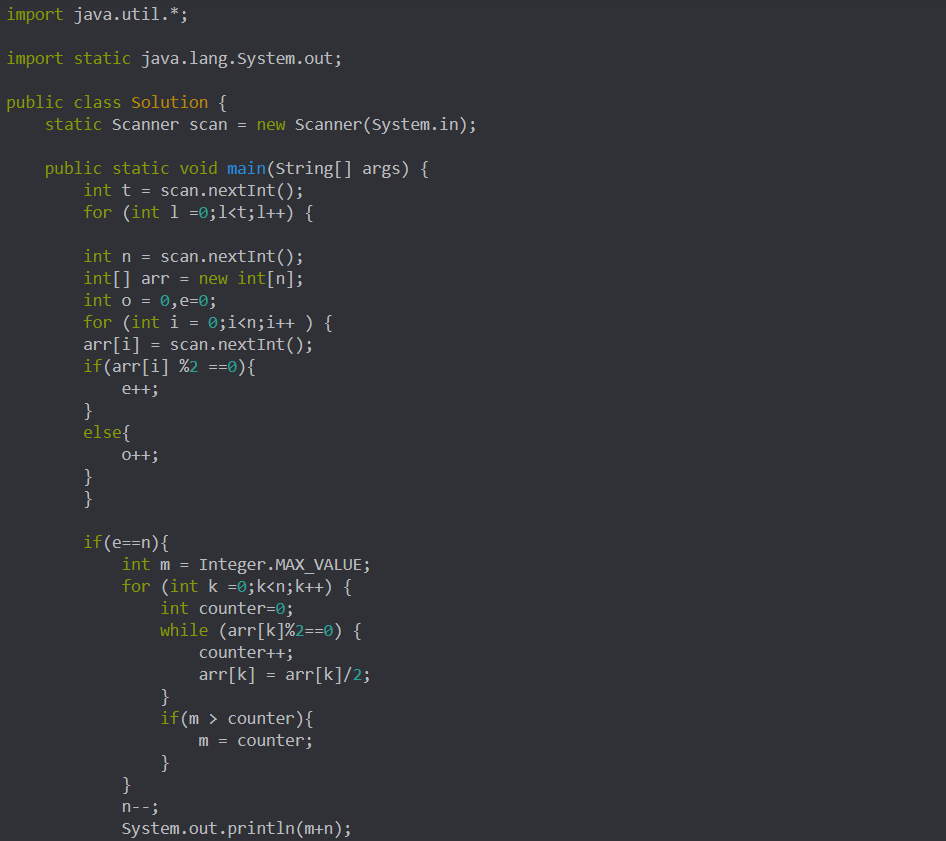 import java.util.*;
import static java.lang.System.out;
public class Solution {
static Scanner scan = new Scanner(System.in);
public static void main(String[] args) {
int t = scan.nextInt();
for (int l =0;l<t;l++) {
int n = scan.nextInt();
int[] arr = new int[n];
int o = 0,e=0;
for (int i = 0;i<n;i++ ) {
arr[i] = scan.nextInt();
if(arr[i] %2 ==0){
e++;
}
else{
o++;
}
}
if(e==n){
int m = Integer.MAX_VALUE;
for (int k =0;k<n;k++) {
int counter=0;
while (arr[k]%2==0) {
counter++;
arr[k] = arr[k]/2;
}
if(m > counter){
m = counter;
}
}
n--;
System.out.println(m+n);